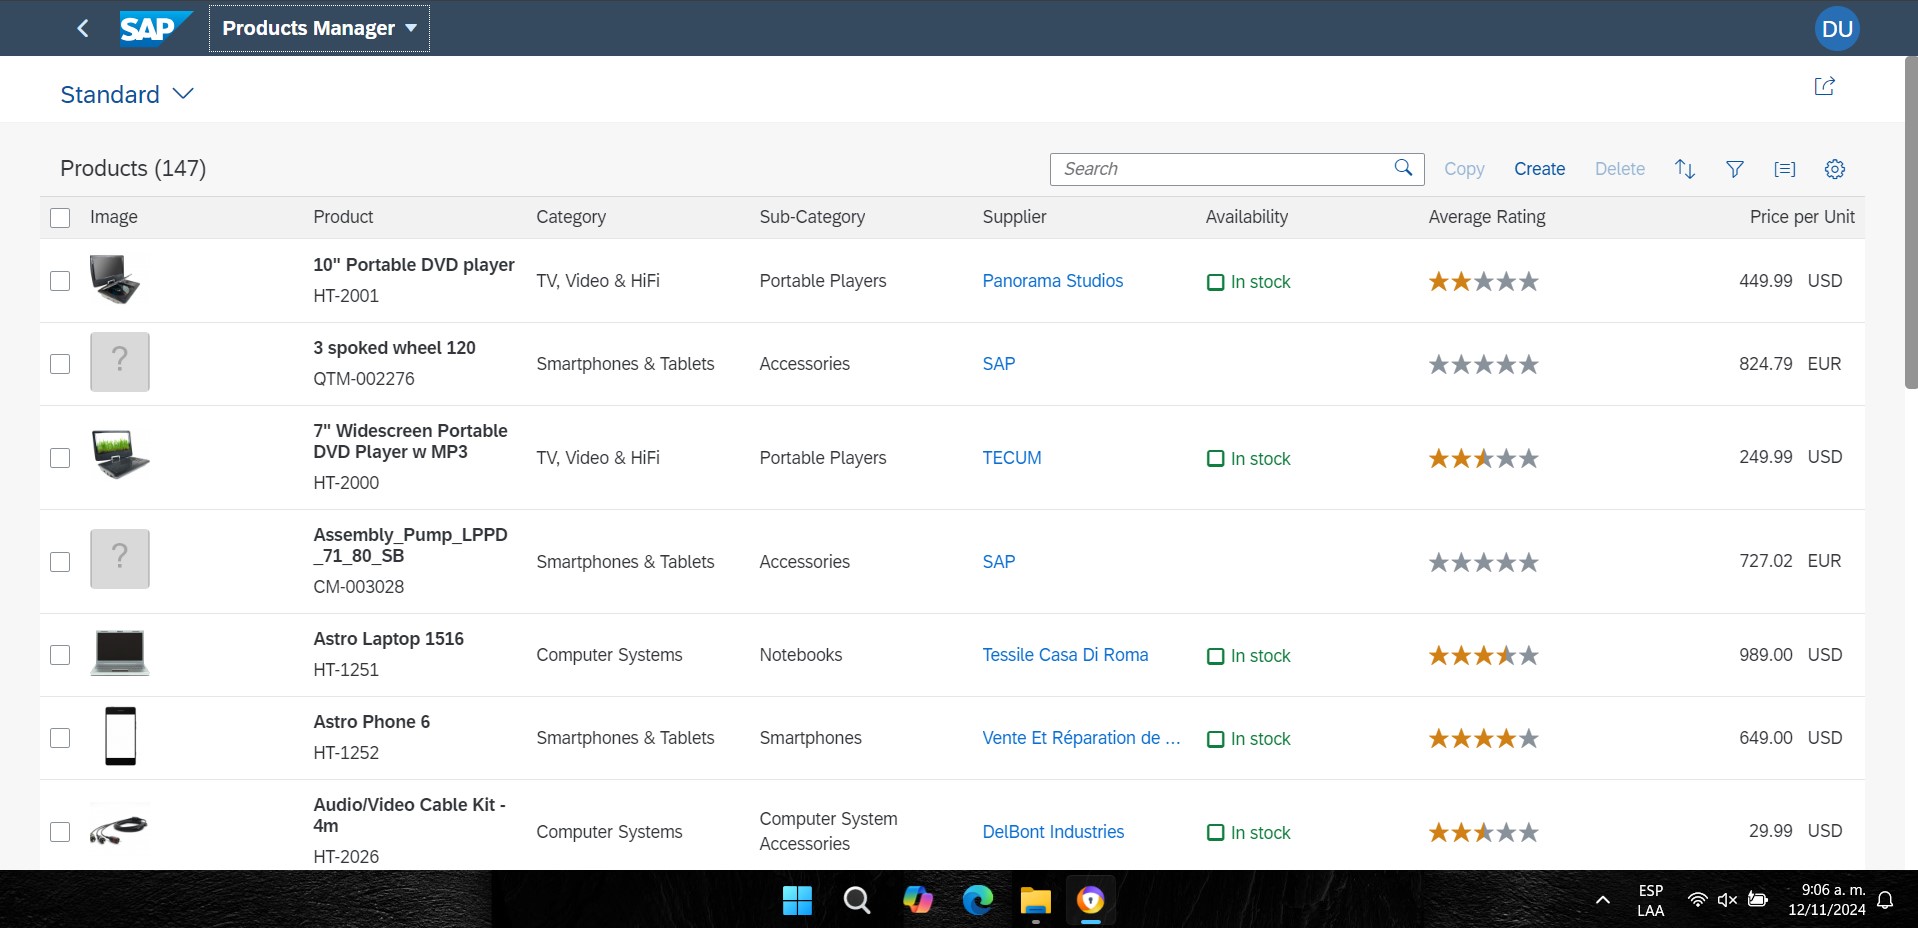 SAP Products Manager DU
Standard
Products (147) Search Copy Create Delete
Image Product Category Sub-Category Supplier Availability Average Rating Price per Unit
10" Portable DVD player
HT-2001
TV, Video & HiFi Portable Players Panorama Studios In stock 449.99 USD
?
3 spoked wheel 120
QTM-002276
Smartphones & Tablets Accessories SAP 824.79 EUR
7" Widescreen Portable
DVD Player w MP3
HT-2000
TV, Video & HiFi Portable Players TECUM In stock 249.99 USD
?
Assembly_Pump_LPPD
_71_80_SB
CM-003028
Smartphones & Tablets Accessories SAP 727.02 EUR
Astro Laptop 1516
HT-1251
Computer Systems Notebooks Tessile Casa Di Roma In stock 989.00 USD
Astro Phone 6
HT-1252
Smartphones & Tablets Smartphones Vente Et Réparation de ... In stock 649.00 USD
Audio/Video Cable Kit -
4m
HT-2026
Computer Systems
Computer System
Accessories
DelBont Industries In stock 29.99 USD
ESP
LAA
9:06 a. m.
12/11/2024